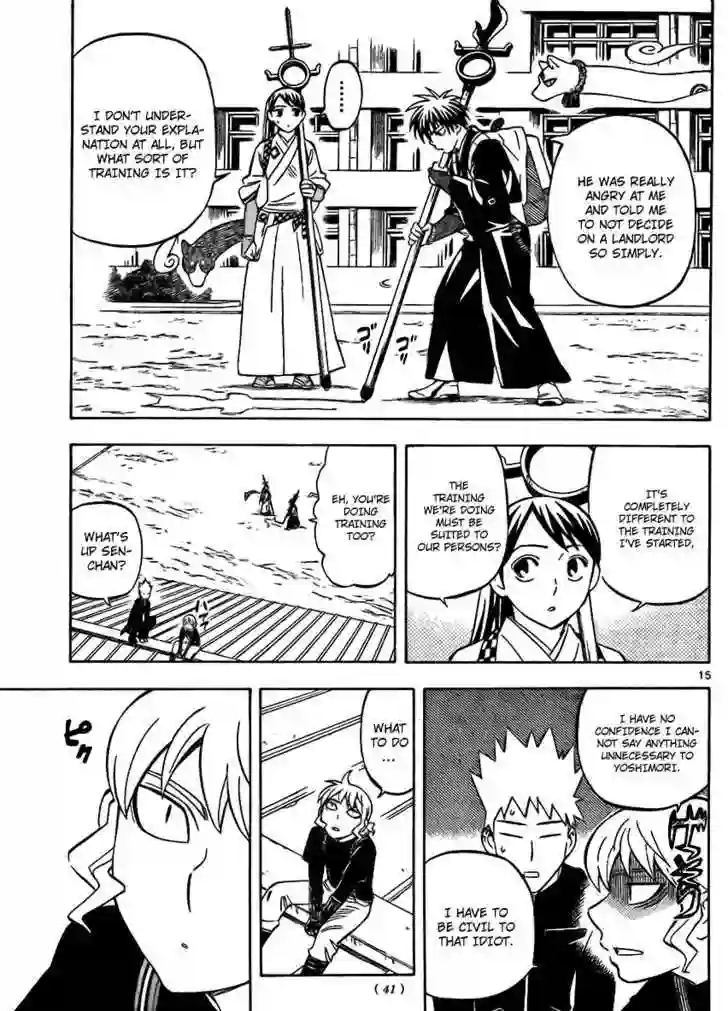 HE WAS REALLY
ANGRY AT ME
AND TOLD ME
TO NOT DECIDE
ON A LANDLORD
SO SIMPLY.
......
I DON'T UNDER-
STAND YOUR EXPLA-
NATION AT ALL, BUT
WHAT SORT OF
TRAINING IS IT?
ゴ"
ゴ"
IT'S
COMPLETELY
DIFFERENT TO
THE TRAINING
I'VE STARTED,
THE
TRAINING
WE'RE DOING
MUST BE
SUITED TO
OUR PERSONS?
EH, YOU'RE
DOING
TRAINING
TOO?
WHAT'S
UP SEN-
CHAN?
15
I HAVE NO
CONFIDENCE I CAN-
NOT SAY ANYTHING
UNNECESSARY TO
YOSHIMORI.
I HAVE TO
BE CIVIL TO
THAT IDIOT.
WHAT
TO DO
...
ピク
( 41 )